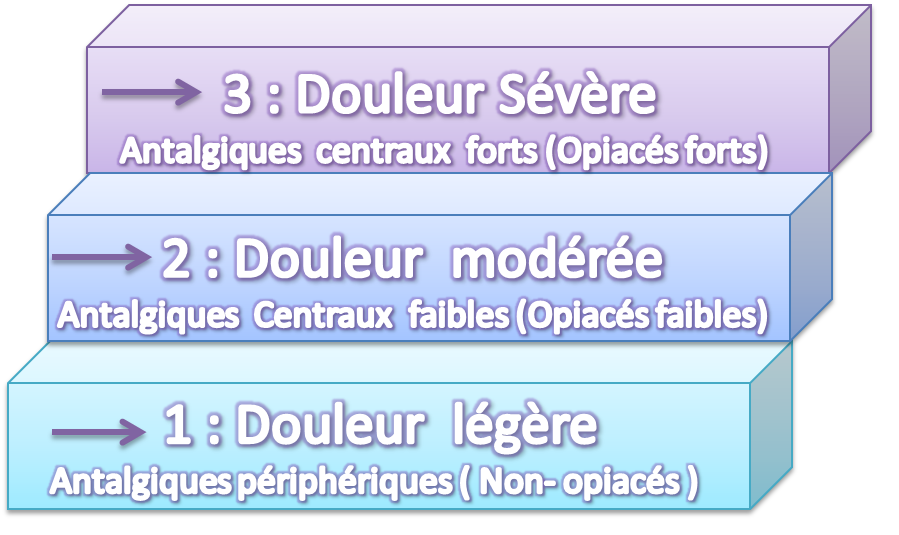 3 : Douleur Sévère
Antalgiques centraux forts (Opiacés forts)
2 : Douleur modérée
Antalgiques Centraux faibles (Opiacés faibles)
1 : Douleur légère
Antalgiques périphériques ( Non- opiacés )